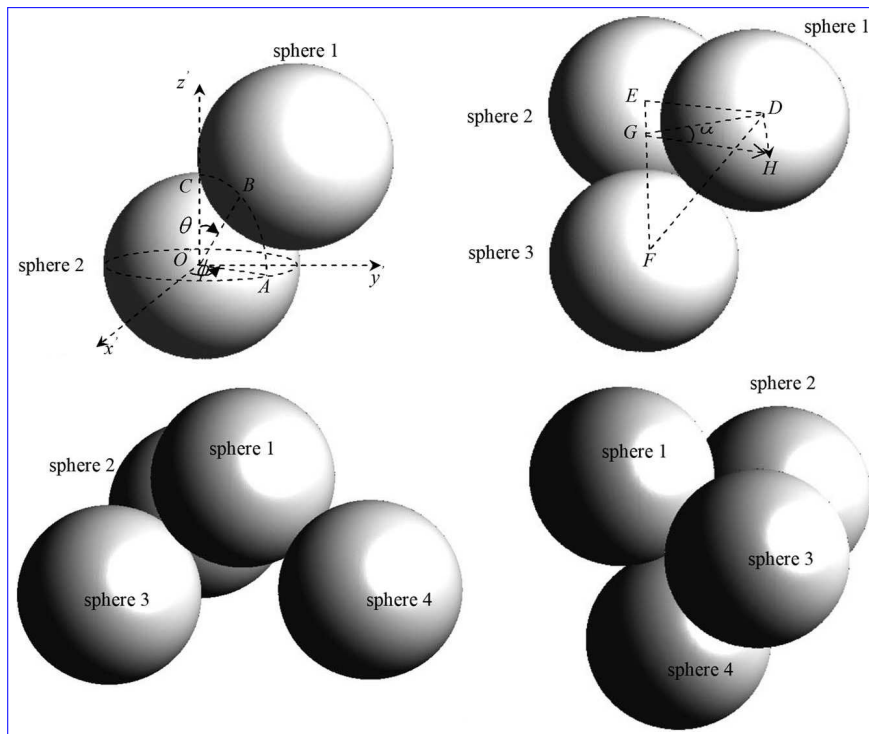 sphere 1
z'
C
B
θ
sphere 2
O
ϕ
A
y'
x'
sphere 1
sphere 2
E
D
G
α
H
sphere 3
F
sphere 2
sphere 1
sphere 3
sphere 4
sphere 2
sphere 1
sphere 3
sphere 4